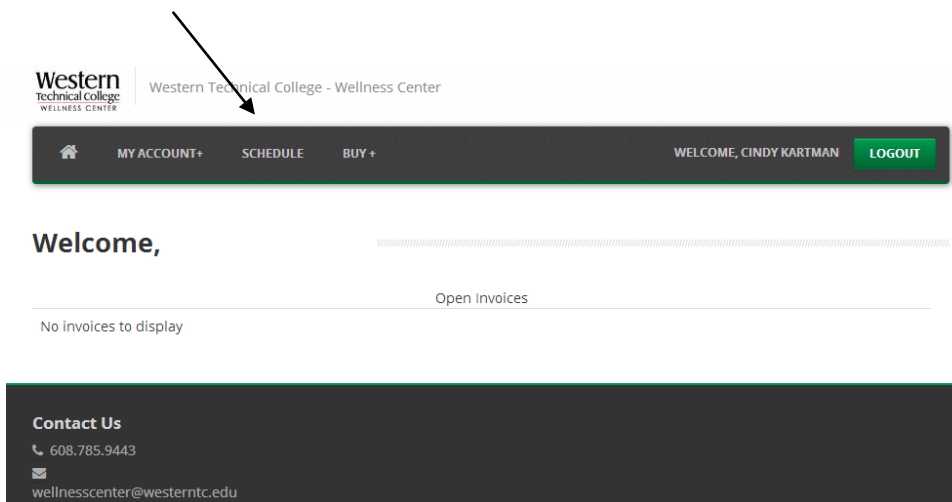 Western
Technical College
WELLNESS CENTER
Western Technical College - Wellness Center
MY ACCOUNT+ SCHEDULE BUY + WELCOME, CINDY KARTMAN LOGOUT
Welcome,
Open Invoices
No invoices to display
Contact Us
608.785.9443
wellnesscenter@westerntc.edu